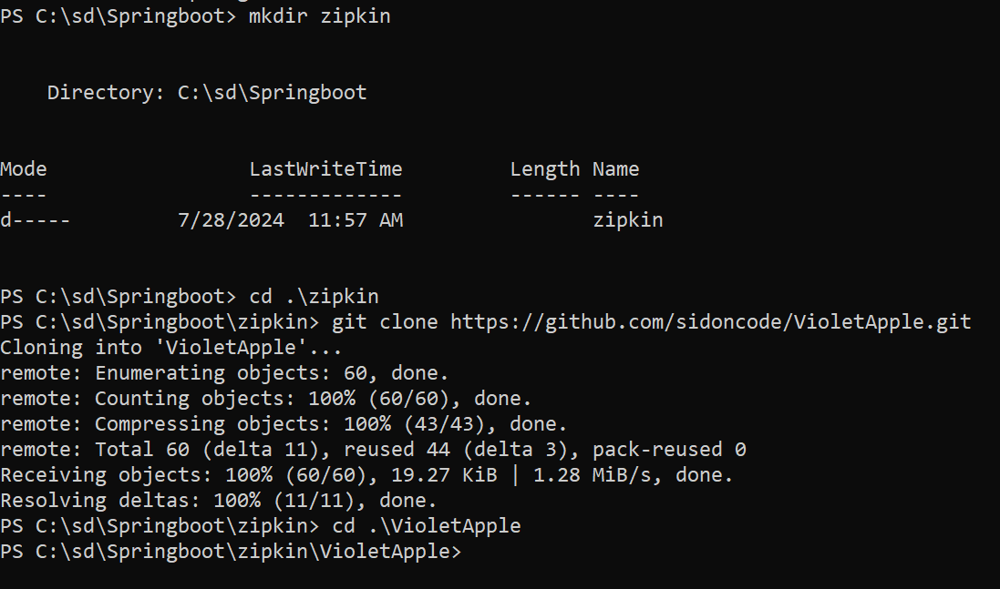 PS C:\sd\Springboot> mkdir zipkin
Directory: C:\sd\Springboot
Mode                 LastWriteTime         Length Name
----                 -------------         ------ ----
d-----         7/28/2024  11:57 AM                zipkin
PS C:\sd\Springboot> cd .\zipkin
PS C:\sd\Springboot\zipkin> git clone https://github.com/sidoncode/VioletApple.git
Cloning into 'VioletApple'...
remote: Enumerating objects: 60, done.
remote: Counting objects: 100% (60/60), done.
remote: Compressing objects: 100% (43/43), done.
remote: Total 60 (delta 11), reused 44 (delta 3), pack-reused 0
Receiving objects: 100% (60/60), 19.27 KiB | 1.28 MiB/s, done.
Resolving deltas: 100% (11/11), done.
PS C:\sd\Springboot\zipkin> cd .\VioletApple
PS C:\sd\Springboot\zipkin\VioletApple>